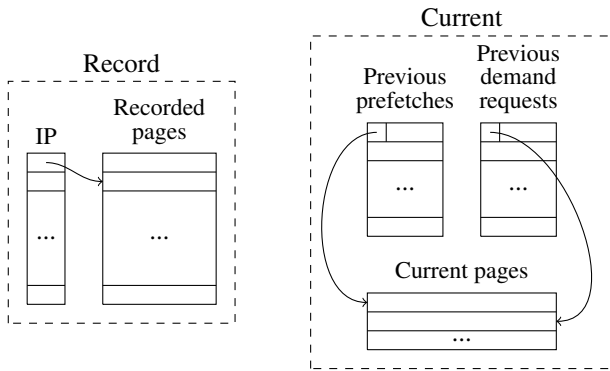 Record
IP
Recorded
pages
...
...
Current
Previous
prefetches
Previous
demand
requests
...
...
Current pages
...